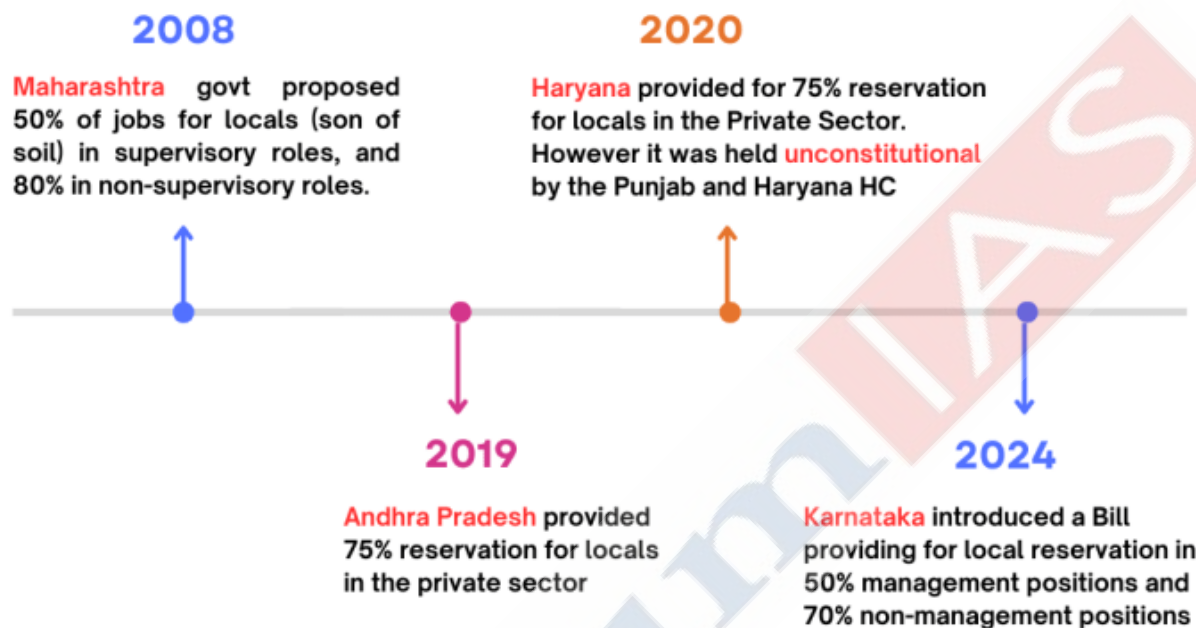 2008
Maharashtra govt proposed
50% of jobs for locals (son of
soil) in supervisory roles, and
80% in non-supervisory roles.
2020
Haryana provided for 75% reservation
for locals in the Private Sector.
However it was held unconstitutional
by the Punjab and Haryana HC
2019
Andhra Pradesh provided
75% reservation for locals
in the private sector
2024
Karnataka introduced a Bill
providing for local reservation in
50% management positions and
70% non-management positions
IAS